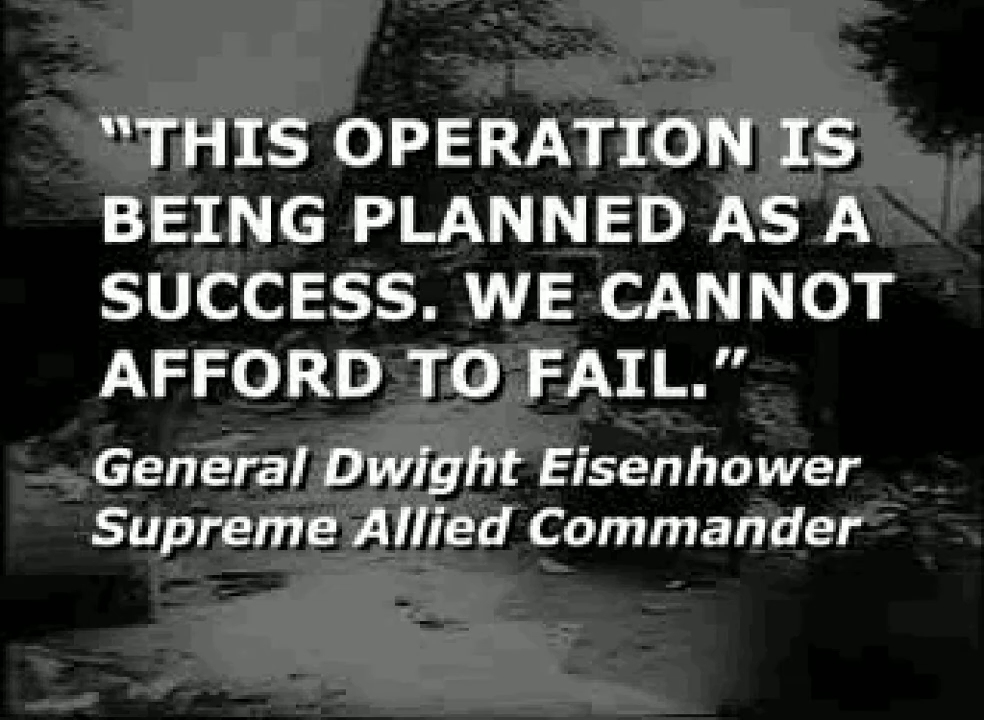 “THIS OPERATION IS
BEING PLANNED AS A
SUCCESS. WE CANNOT
AFFORD TO FAIL.”
General Dwight Eisenhower
Supreme Allied Commander